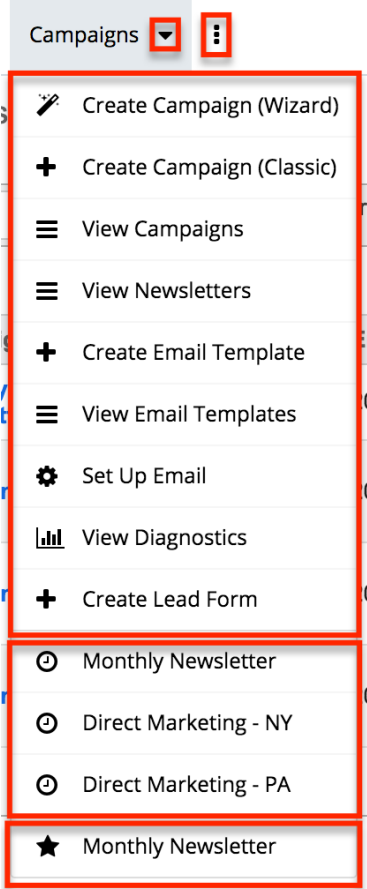 Campaigns
Create Campaign (Wizard)
Create Campaign (Classic)
View Campaigns
View Newsletters
Create Email Template
View Email Templates
Set Up Email
View Diagnostics
Create Lead Form
Monthly Newsletter
Direct Marketing - NY
Direct Marketing - PA
Monthly Newsletter